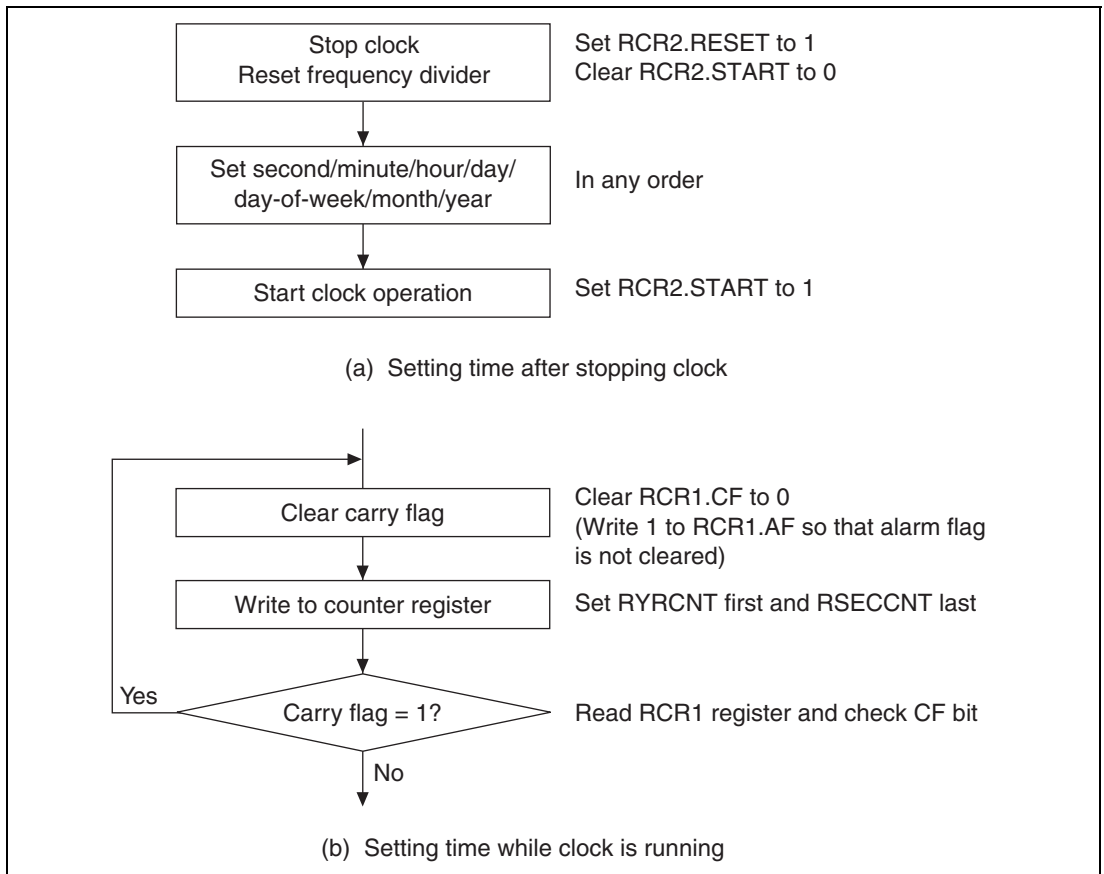 Stop clock
Reset frequency divider
Set RCR2.RESET to 1
Clear RCR2.START to 0
Set second/minute/hour/day/
day-of-week/month/year
In any order
Start clock operation
Set RCR2.START to 1
(a) Setting time after stopping clock
Clear carry flag
Clear RCR1.CF to 0
(Write 1 to RCR1.AF so that alarm flag
is not cleared)
Write to counter register
Set RYRCNT first and RSECCNT last
Yes
Carry flag = 1?
Read RCR1 register and check CF bit
No
(b) Setting time while clock is running